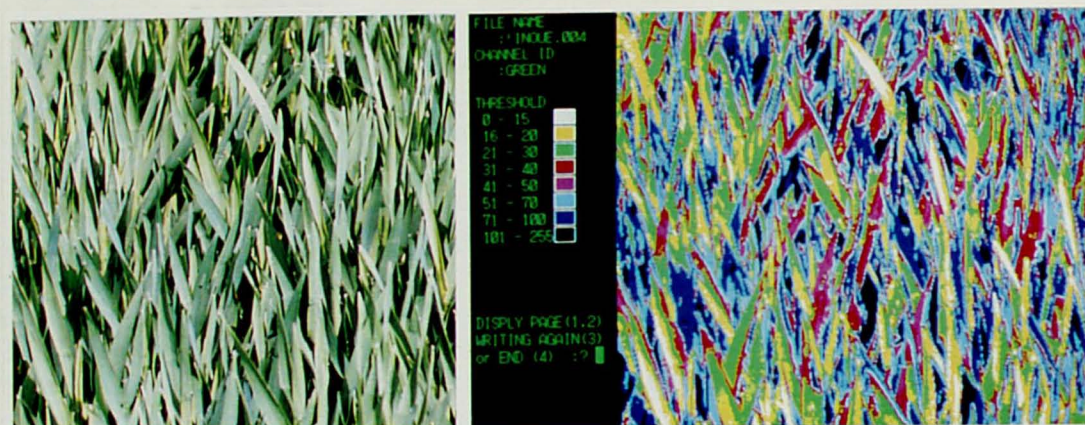 FILE NAME
:INOUE.004
CHANNEL ID
:GREEN
THRESHOLD
0 - 15
16 - 20
21 - 30
31 - 40
41 - 50
51 - 70
71 - 100
101 - 255
DISPLY PAGE(1.2)
WRITING AGAIN(3)
or END (4) :?